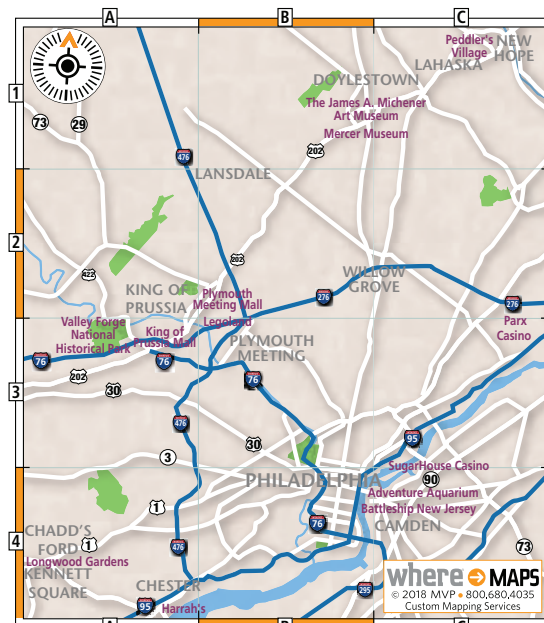 A
B
C
Peddler's
Village
NEW
HOPE
LAHASKA
DOYLESTOWN
1
The James A. Michener
Art Museum
Mercer Museum
73
29
202
476
LANSDALE
2
202
422
WILLOW
GROVE
KING OF
PRUSSIA
Plymouth
Meeting Mall
276
276
Legoland
Valley Forge
National
Historical Park
King of
Prussia Mall
Parx
Casino
PLYMOUTH
MEETING
76
76
76
202
30
3
476
95
30
3
SugarHouse Casino
PHILADELPHIA
90
Adventure Aquarium
Battleship New Jersey
1
76
CAMDEN
4
CHADD'S
FORD
1
476
73
Longwood Gardens
KENNETT
SQUARE
CHESTER
295
95
Harrah's
where MAPS
© 2018 MVP • 800,680,4035
Custom Mapping Services
B